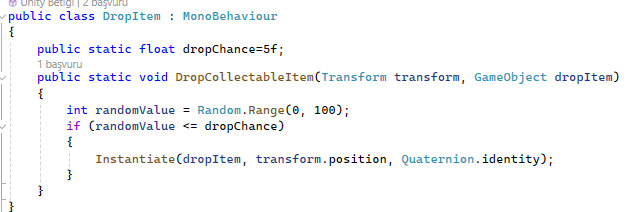 Unity Betiği | 2 başvuru
public class DropItem : MonoBehaviour
{
    public static float dropChance=5f;
    1 başvuru
    public static void DropCollectableItem(Transform transform, GameObject dropItem)
    {
        int randomValue = Random.Range(0, 100);
        if (randomValue <= dropChance)
        {
            Instantiate(dropItem, transform.position, Quaternion.identity);
        }
    }
}